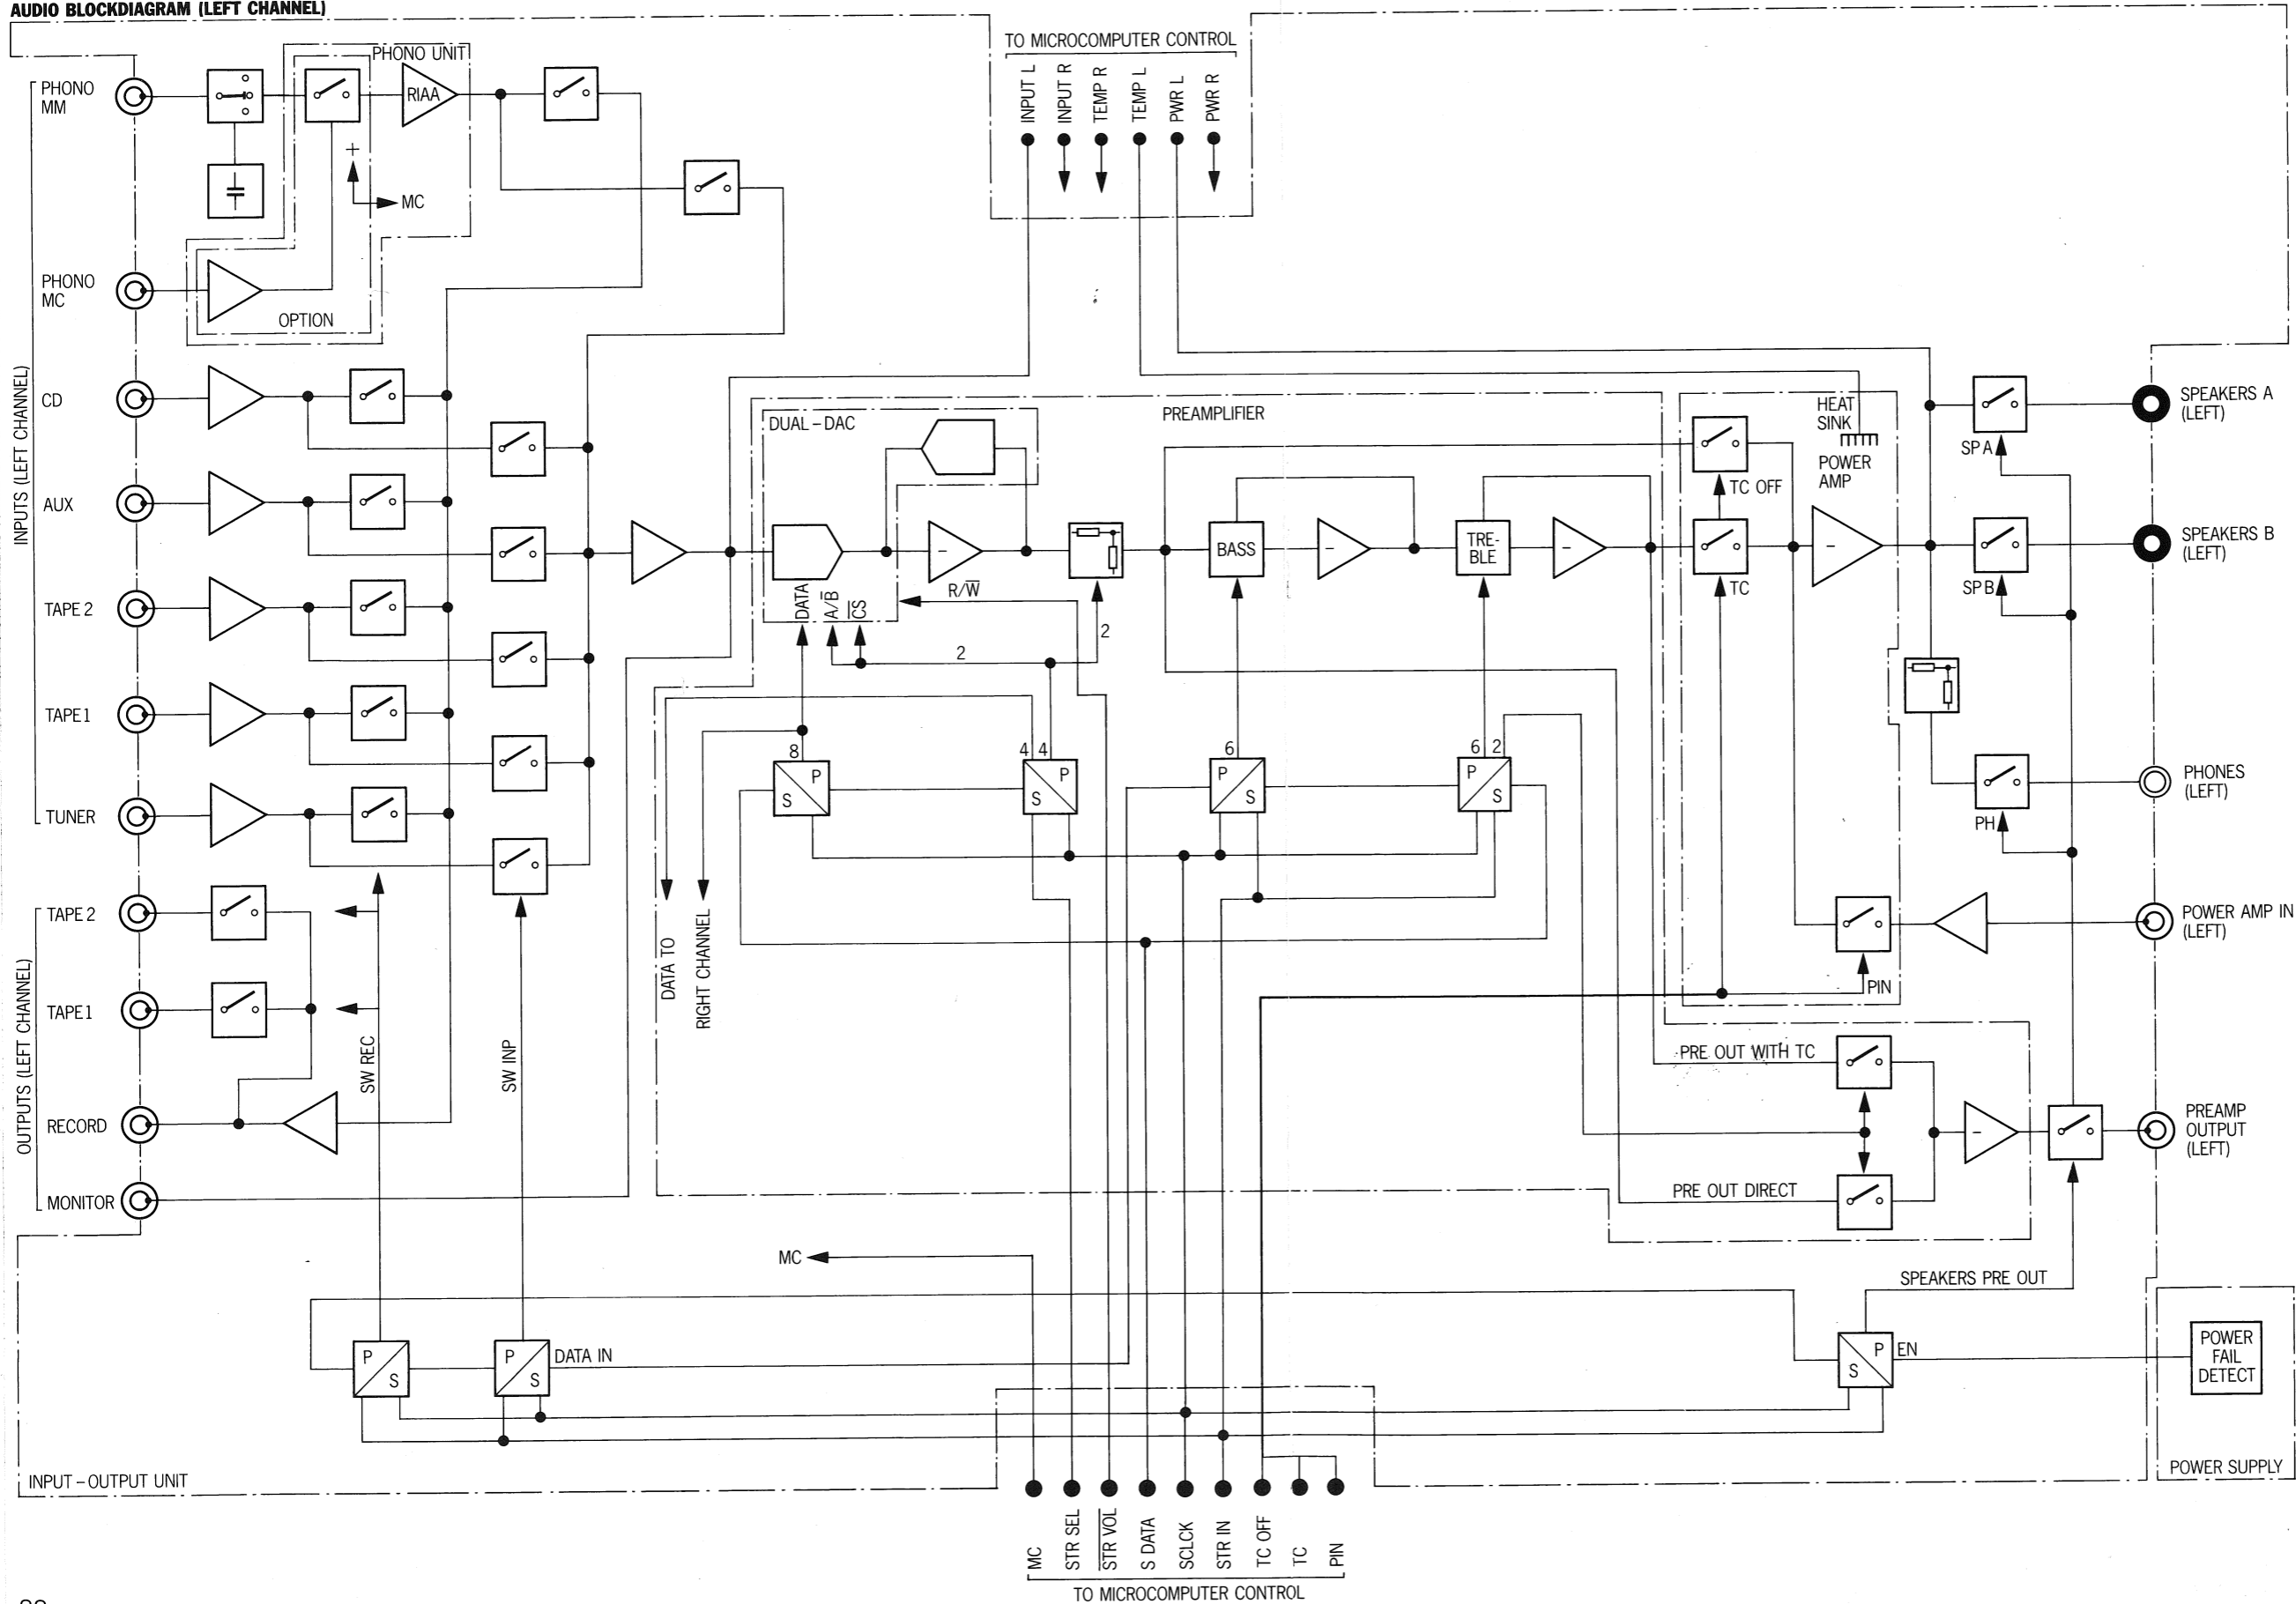 AUDIO BLOCKDIAGRAM (LEFT CHANNEL)
TO MICROCOMPUTER CONTROL
INPUT L
INPUT R
TEMP R
TEMP L
PWR L
PWR R
PHONO UNIT
PHONO
MM
RIAA
+
MC
PHONO
MC
OPTION
INPUTS (LEFT CHANNEL)
CD
AUX
TAPE 2
TAPE 1
TUNER
OUTPUTS (LEFT CHANNEL)
TAPE 2
TAPE 1
RECORD
MONITOR
SW REC
SW INP
DUAL-DAC
PREAMPLIFIER
DATA
A/B̅
C̅S̅
R/W̅
2
2
-
BASS
-
TRE-
BLE
-
HEAT
SINK
POWER
AMP
TC OFF
TC
-
SP A
SP B
SPEAKERS A
(LEFT)
SPEAKERS B
(LEFT)
8
P
S
4 4
P
S
6
P
S
6 2
P
S
DATA TO
RIGHT CHANNEL
PH
PHONES
(LEFT)
POWER AMP IN
(LEFT)
PIN
PRE OUT WITH TC
PRE OUT DIRECT
-
PREAMP
OUTPUT
(LEFT)
MC
SPEAKERS PRE OUT
P
S
P
S
DATA IN
P
S
EN
POWER
FAIL
DETECT
POWER SUPPLY
INPUT-OUTPUT UNIT
MC
STR SEL
S̅T̅R̅ V̅O̅L̅
S DATA
SCLCK
STR IN
TC OFF
TC
PIN
TO MICROCOMPUTER CONTROL